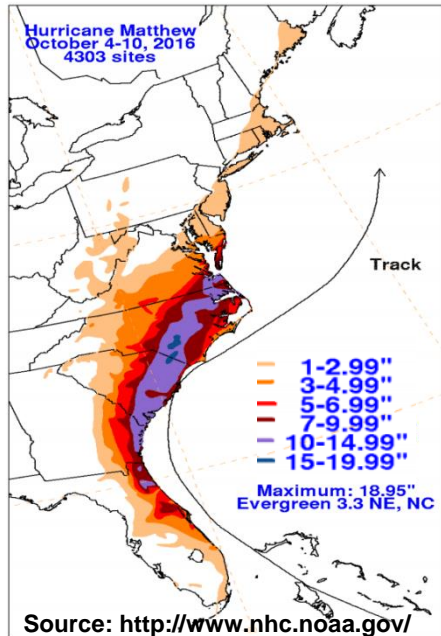 Hurricane Matthew
October 4-10, 2016
4303 sites
Track
1-2.99"
3-4.99"
5-6.99"
7-9.99"
10-14.99"
15-19.99"
Maximum: 18.95"
Evergreen 3.3 NE, NC
Source: http://www.nhc.noaa.gov/